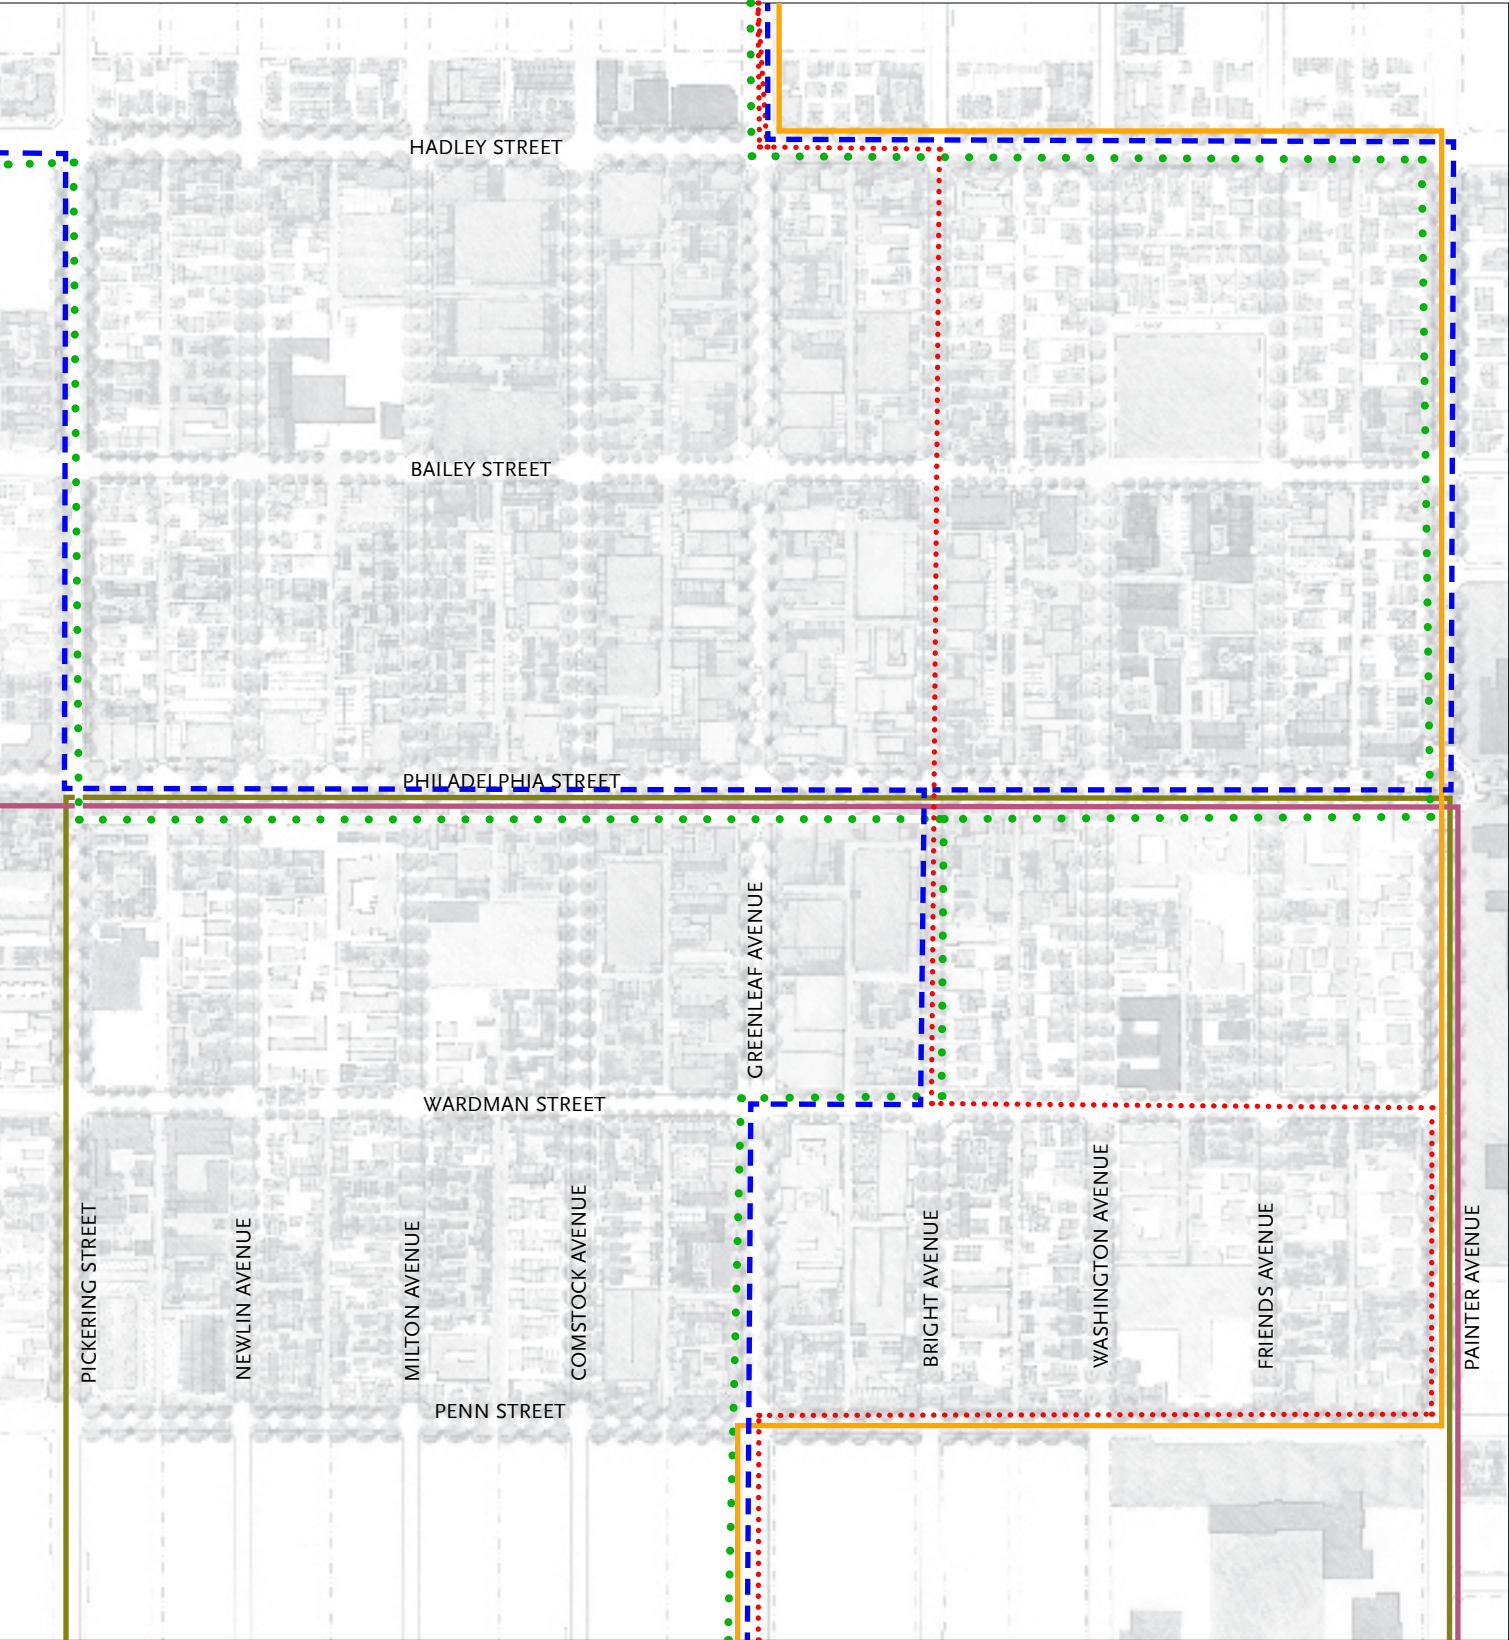 HADLEY STREET
BAILEY STREET
PHILADELPHIA STREET
GREENLEAF AVENUE
WARDMAN STREET
PICKERING STREET
NEWLIN AVENUE
MILTON AVENUE
COMSTOCK AVENUE
BRIGHT AVENUE
WASHINGTON AVENUE
FRIENDS AVENUE
PAINTER AVENUE
PENN STREET